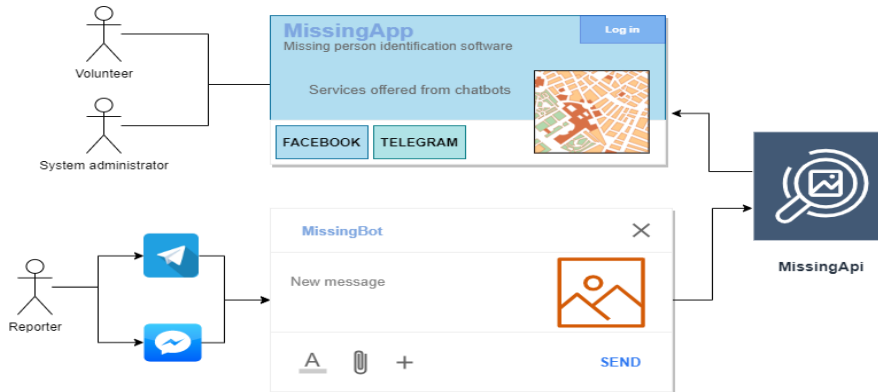 Volunteer
System administrator
MissingApp
Log in
Missing person identification software
Services offered from chatbots
FACEBOOK
TELEGRAM
MissingApi
Reporter
MissingBot
New message
A
SEND